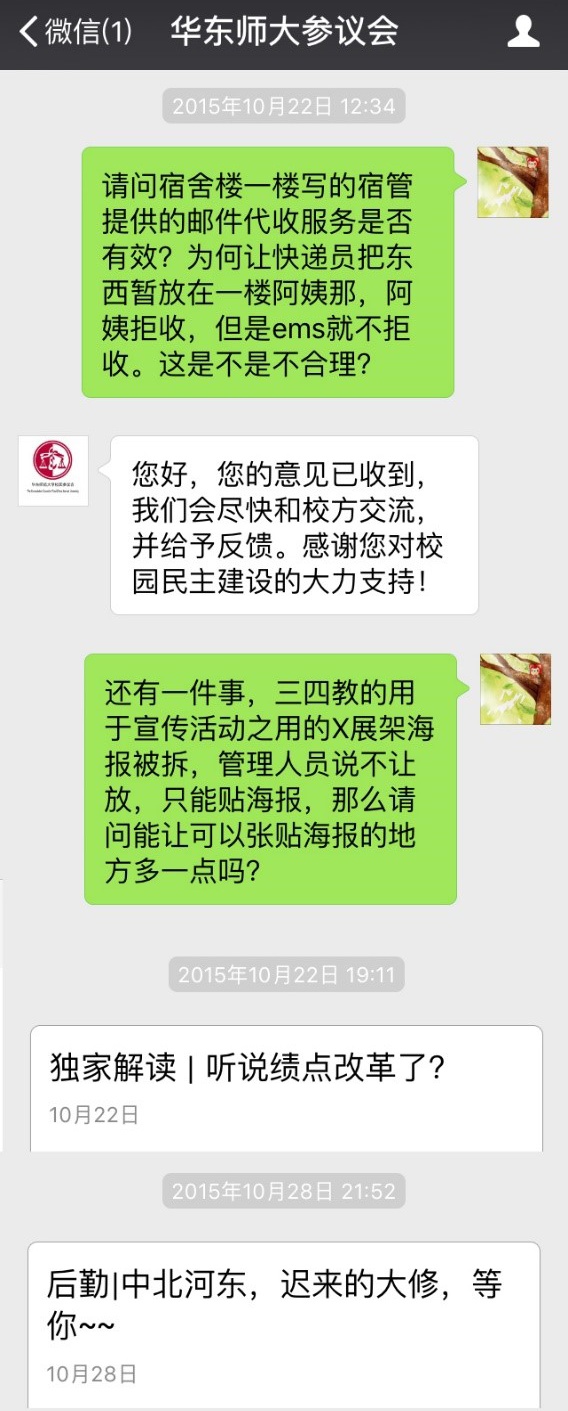 微信(1) 华东师大参议会
2015年10月22日 12:34
请问宿舍楼一楼写的宿管
提供的邮件代收服务是否
有效？为何让快递员把东
西暂放在一楼阿姨那，阿
姨拒收，但是ems就不拒
收。这是不是不合理？
您好，您的意见已收到，
我们会尽快和校方交流，
并给予反馈。感谢您对校
园民主建设的大力支持！
还有一件事，三四教的用
于宣传活动之用的X展架海
报被拆，管理人员说不让
放，只能贴海报，那么请
问能让可以张贴海报的地
方多一点吗？
2015年10月22日 19:11
独家解读 | 听说绩点改革了？
10月22日
2015年10月28日 21:52
后勤|中北河东，迟来的大修，等
你~~
10月28日